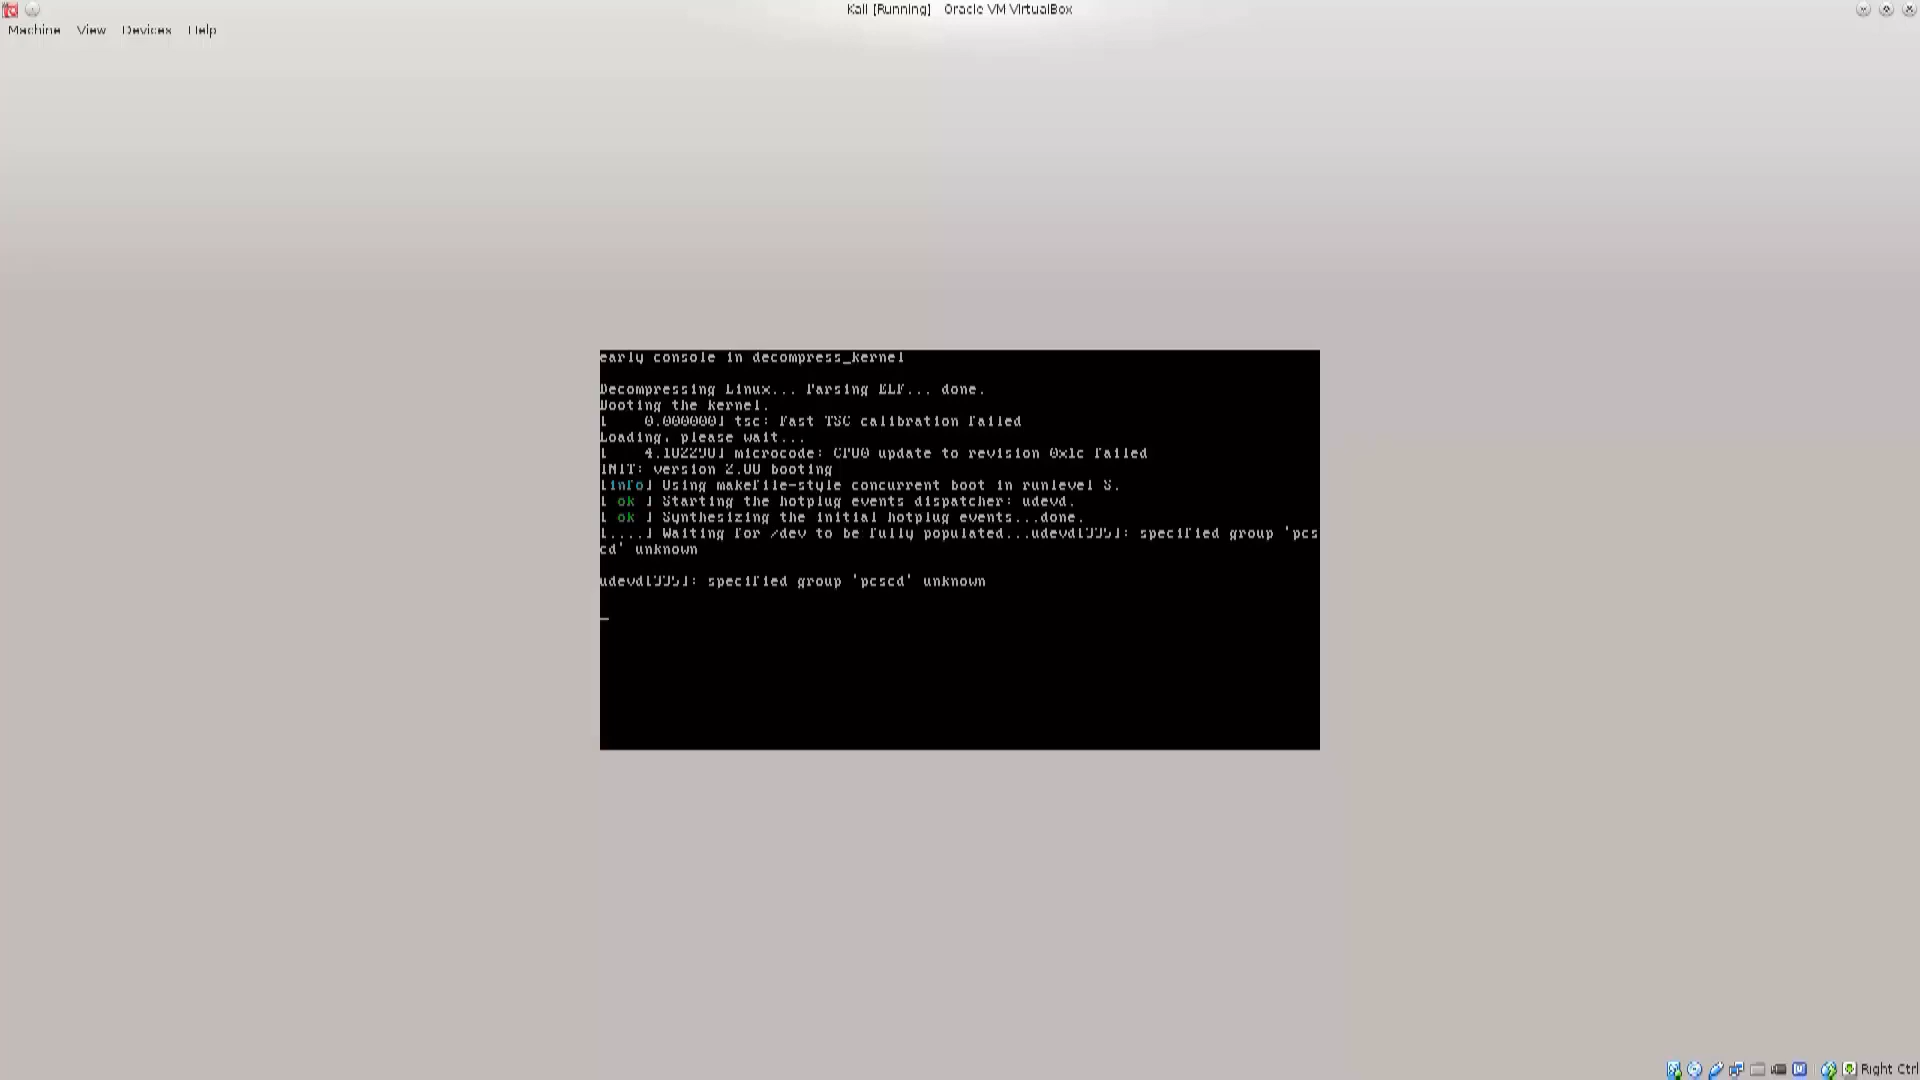 Kali [Running] Oracle VM VirtualBox
Machine View Devices Help
early console in decompress_kernel
Decompressing Linux... Parsing ELF... done.
Booting the kernel.
[ 0.000000] tsc: Fast TSC calibration failed
Loading, please wait...
microcode: CPU0 update to revision 0x1c failed
INIT: version 2.88 booting
[info] Using makefile-style concurrent boot in runlevel S.
[ ok ] Starting the hotplug events dispatcher: udevd.
[ ok ] Synthesizing the initial hotplug events...done.
[....] Waiting for /dev to be fully populated...udevd[395]: specified group 'pcs
cd' unknown
udevd[395]: specified group 'pcscd' unknown
Right Ctrl